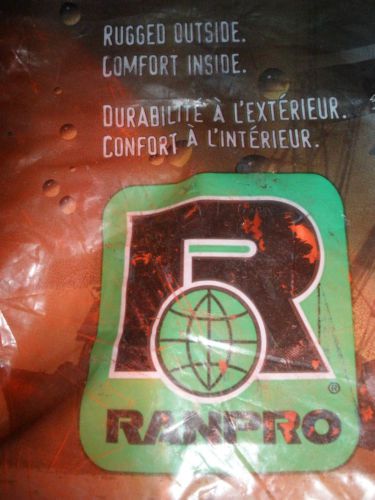 RUGGED OUTSIDE.
COMFORT INSIDE.
DURABILITÉ À L'EXTÉRIEUR.
CONFORT À L'INTÉRIEUR.
R
®
RANPRO